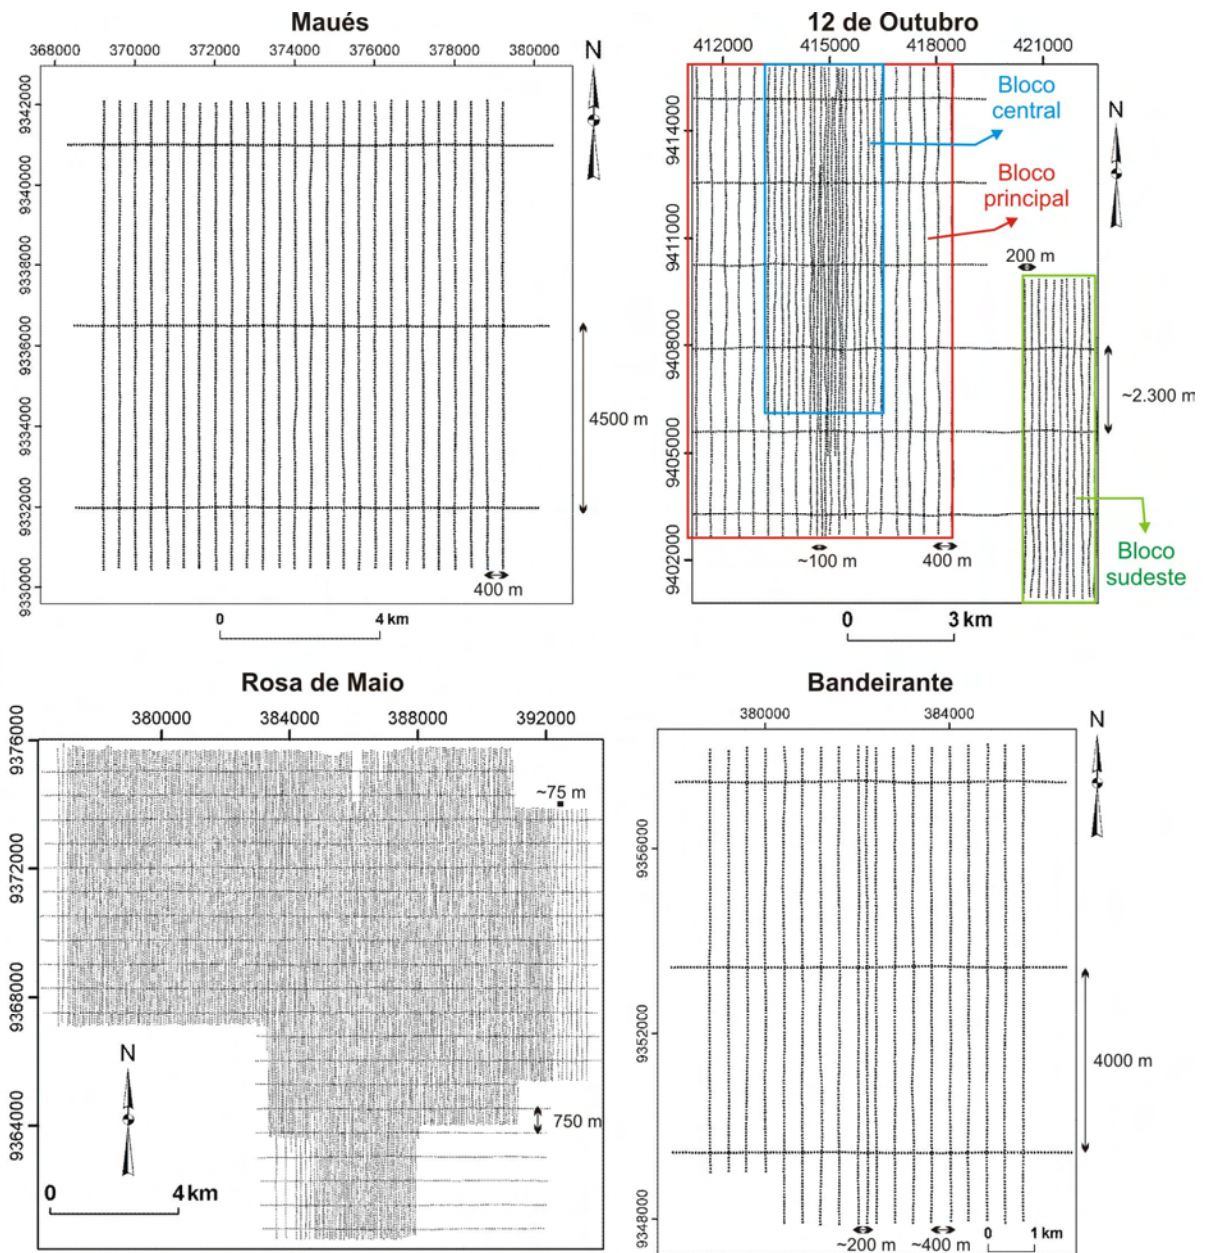 Maués
368000 370000 372000 374000 376000 378000 380000
N
9342000
9340000
9338000
9336000
9334000
9332000
9330000
4500 m
400 m
0 4 km
12 de Outubro
412000 415000 418000 421000
Bloco
central
N
Bloco
principal
9414000
9411000
9408000
9405000
9402000
200 m
~2.300 m
~100 m 400 m
Bloco
sudeste
0 3 km
Rosa de Maio
380000 384000 388000 392000
9376000
9372000
9368000
9364000
~75 m
N
750 m
0 4 km
Bandeirante
380000 384000
N
9356000
9352000
9348000
4000 m
~200 m ~400 m
0 1 km